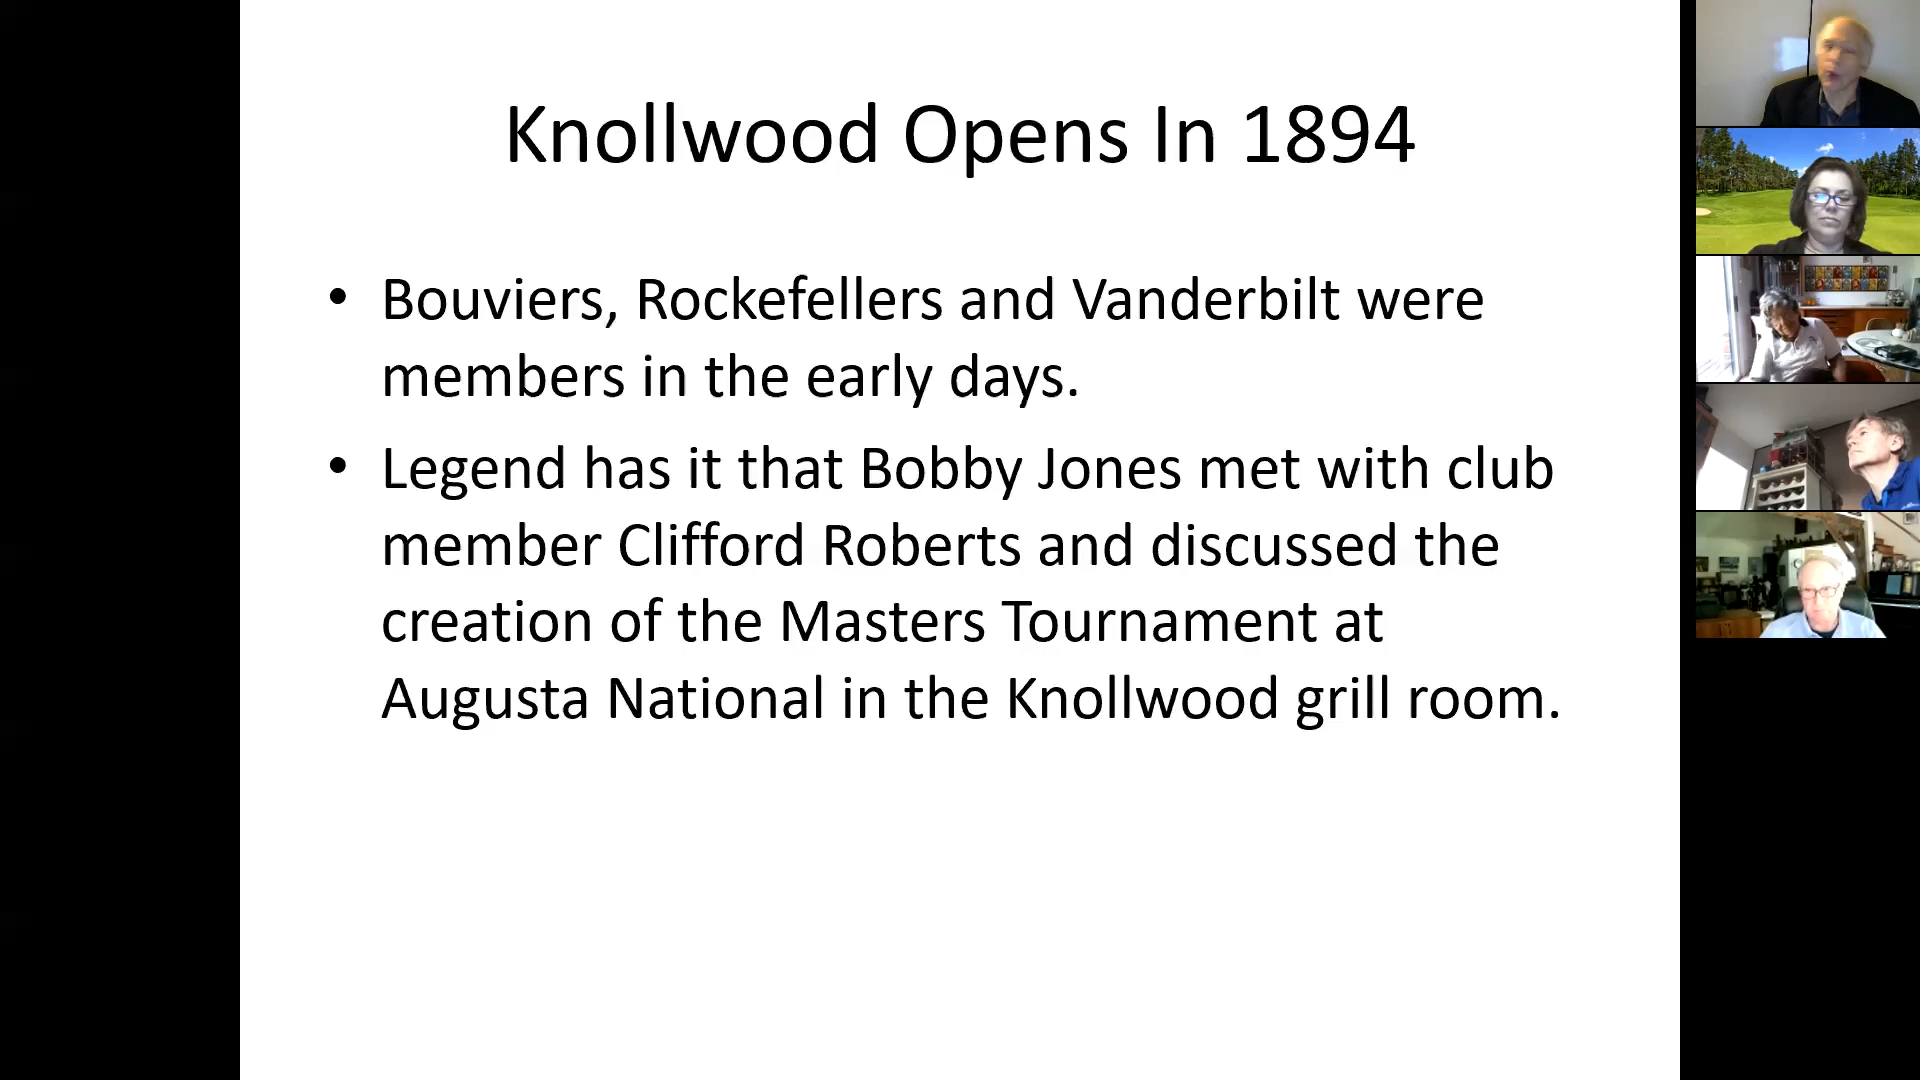 Knollwood Opens In 1894
• Bouviers, Rockefellers and Vanderbilt were
members in the early days.
• Legend has it that Bobby Jones met with club
member Clifford Roberts and discussed the
creation of the Masters Tournament at
Augusta National in the Knollwood grill room.